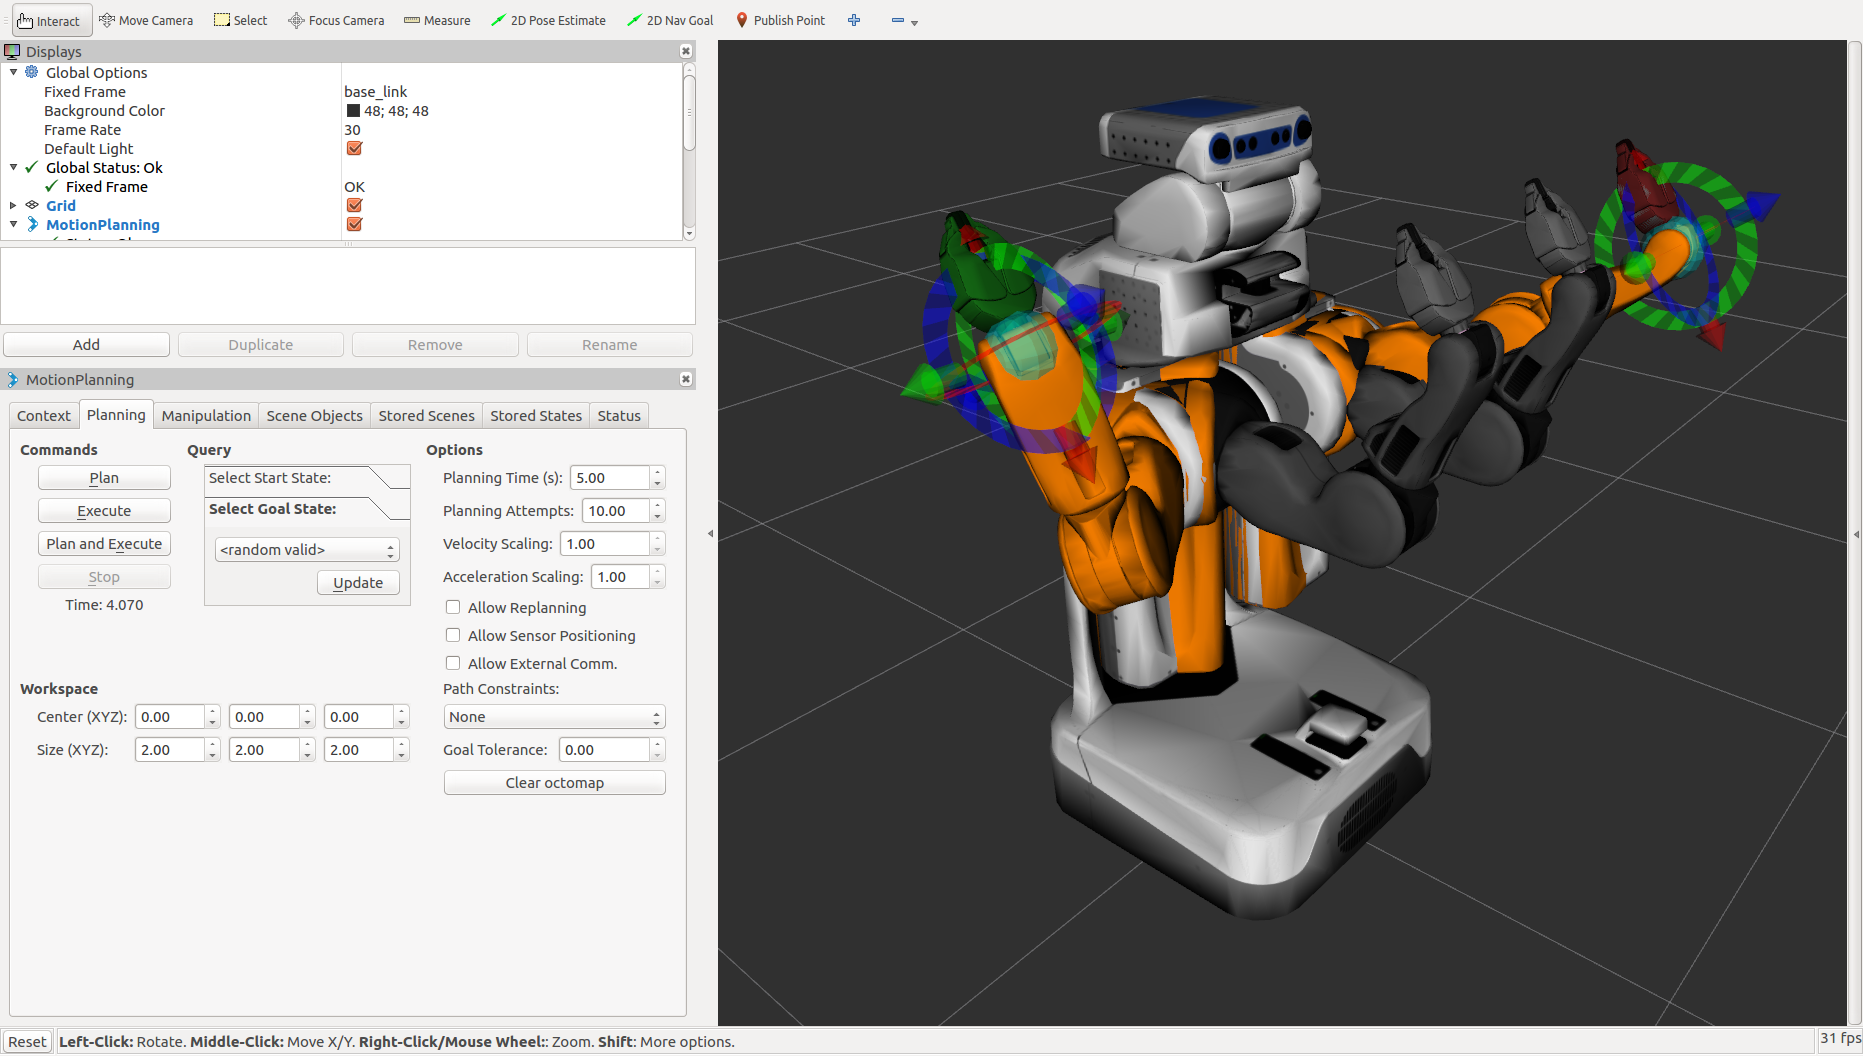 Interact Move Camera Select Focus Camera Measure 2D Pose Estimate 2D Nav Goal Publish Point
Displays
Global Options
Fixed Frame base_link
Background Color 48; 48; 48
Frame Rate 30
Default Light
Global Status: Ok
Fixed Frame OK
Grid
MotionPlanning
Add Duplicate Remove Rename
MotionPlanning
Context Planning Manipulation Scene Objects Stored Scenes Stored States Status
Commands Query Options
Plan Select Start State: Planning Time (s): 5.00
Execute Select Goal State: Planning Attempts: 10.00
Plan and Execute <random valid> Velocity Scaling: 1.00
Stop Update Acceleration Scaling: 1.00
Time: 4.070 Allow Replanning
Allow Sensor Positioning
Allow External Comm.
Workspace Path Constraints:
Center (XYZ): 0.00 0.00 0.00 None
Size (XYZ): 2.00 2.00 2.00 Goal Tolerance: 0.00
Clear octomap
Reset Left-Click: Rotate. Middle-Click: Move X/Y. Right-Click/Mouse Wheel:: Zoom. Shift: More options. 31 fps